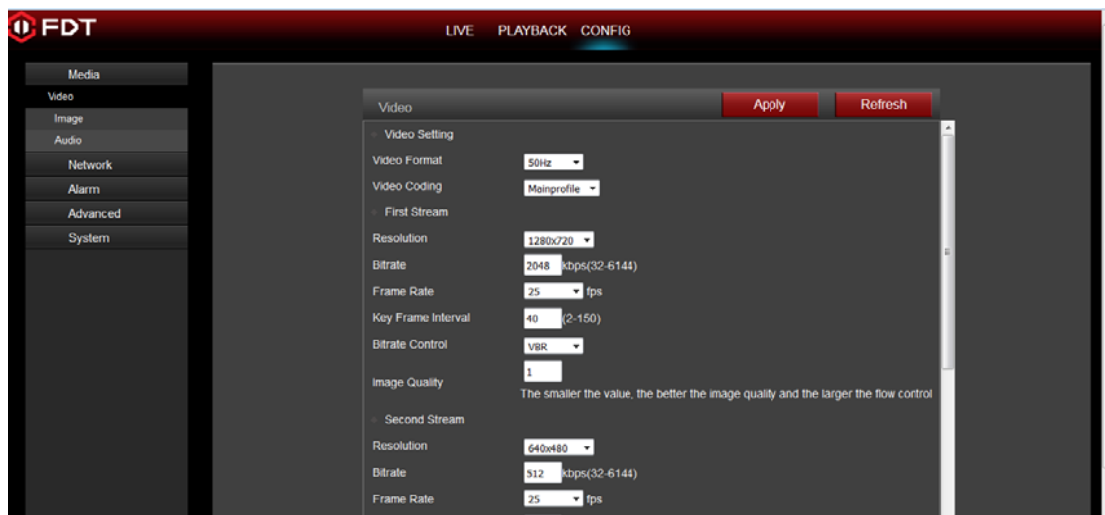 FDT
LIVE PLAYBACK CONFIG
Media
Video
Image
Audio
Network
Alarm
Advanced
System
Video Apply Refresh
Video Setting
Video Format 50Hz
Video Coding Mainprofile
First Stream
Resolution 1280x720
Bitrate 2048 kbps(32-6144)
Frame Rate 25 fps
Key Frame Interval 40 (2-150)
Bitrate Control VBR
Image Quality 1
The smaller the value, the better the image quality and the larger the flow control
Second Stream
Resolution 640x480
Bitrate 512 kbps(32-6144)
Frame Rate 25 fps